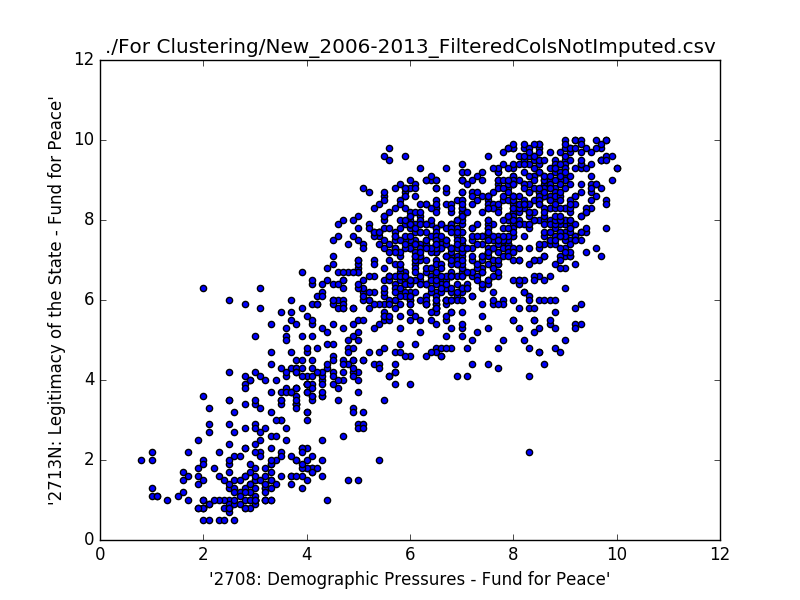 ./For Clustering/New_2006-2013_FilteredColsNotImputed.csv
12
10
8
6
4
2
0
'2713N: Legitimacy of the State - Fund for Peace'
0 2 4 6 8 10 12
'2708: Demographic Pressures - Fund for Peace'